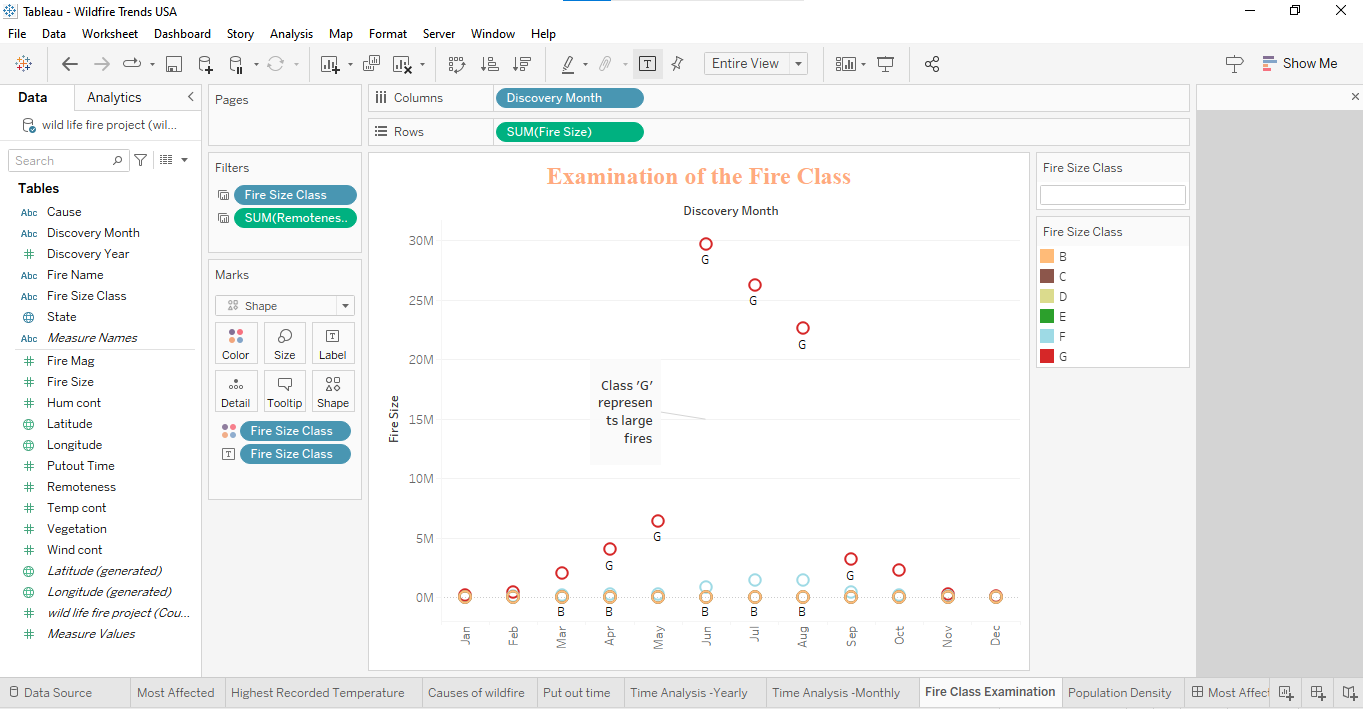 Tableau - Wildfire Trends USA
File Data Worksheet Dashboard Story Analysis Map Format Server Window Help
Entire View
Show Me
Data Analytics
wild life fire project (wil...
Search
Tables
Abc Cause
Abc Discovery Month
Discovery Year
Abc Fire Name
Abc Fire Size Class
State
Abc Measure Names
Fire Mag
Fire Size
Hum cont
Latitude
Longitude
Putout Time
Remoteness
Temp cont
Vegetation
Wind cont
Latitude (generated)
Longitude (generated)
wild life fire project (Cou...
Measure Values
Pages
Filters
Fire Size Class
SUM(Remotenes..
Marks
Shape
Color Size Label
Detail Tooltip Shape
Fire Size Class
Fire Size Class
Columns Discovery Month
Rows SUM(Fire Size)
Examination of the Fire Class
Discovery Month
Fire Size
30M
25M
20M
15M
10M
5M
0M
G
G
G
Class 'G'
represen
ts large
fires
G
G
G
B B B B B
Jan Feb Mar Apr May Jun Jul Aug Sep Oct Nov Dec
Fire Size Class
Fire Size Class
B
C
D
E
F
G
Data Source Most Affected Highest Recorded Temperature Causes of wildfire Put out time Time Analysis -Yearly Time Analysis -Monthly Fire Class Examination Population Density Most Affect